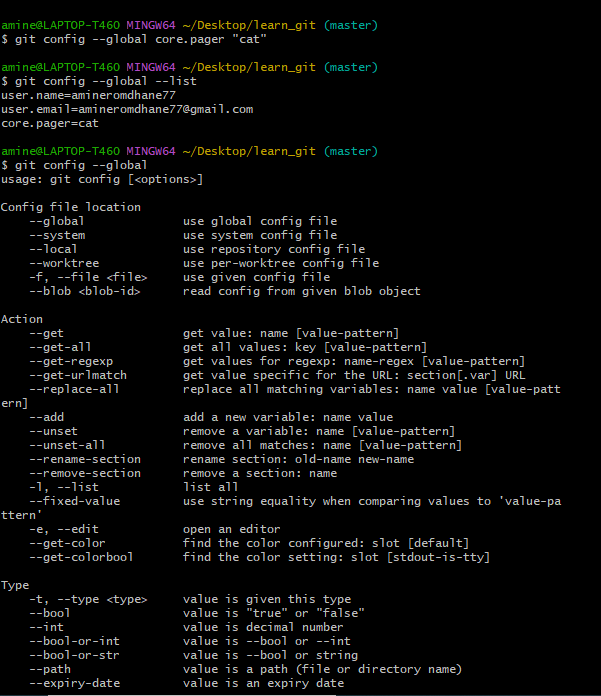 amine@LAPTOP-T460 MINGW64 ~/Desktop/learn_git (master)
$ git config --global core.pager "cat"

amine@LAPTOP-T460 MINGW64 ~/Desktop/learn_git (master)
$ git config --global --list
user.name=amineromdhane77
user.email=amineromdhane77@gmail.com
core.pager=cat

amine@LAPTOP-T460 MINGW64 ~/Desktop/learn_git (master)
$ git config --global
usage: git config [<options>]

Config file location
    --global              use global config file
    --system              use system config file
    --local               use repository config file
    --worktree            use per-worktree config file
    -f, --file <file>     use given config file
    --blob <blob-id>      read config from given blob object

Action
    --get                 get value: name [value-pattern]
    --get-all             get all values: key [value-pattern]
    --get-regexp          get values for regexp: name-regex [value-pattern]
    --get-urlmatch        get value specific for the URL: section[.var] URL
    --replace-all         replace all matching variables: name value [value-patt
ern]
    --add                 add a new variable: name value
    --unset               remove a variable: name [value-pattern]
    --unset-all           remove all matches: name [value-pattern]
    --rename-section      rename section: old-name new-name
    --remove-section      remove a section: name
    -l, --list            list all
    --fixed-value         use string equality when comparing values to 'value-pa
ttern'
    -e, --edit            open an editor
    --get-color           find the color configured: slot [default]
    --get-colorbool       find the color setting: slot [stdout-is-tty]

Type
    -t, --type <type>     value is given this type
    --bool                value is "true" or "false"
    --int                 value is decimal number
    --bool-or-int         value is --bool or --int
    --bool-or-str         value is --bool or string
    --path                value is a path (file or directory name)
    --expiry-date         value is an expiry date